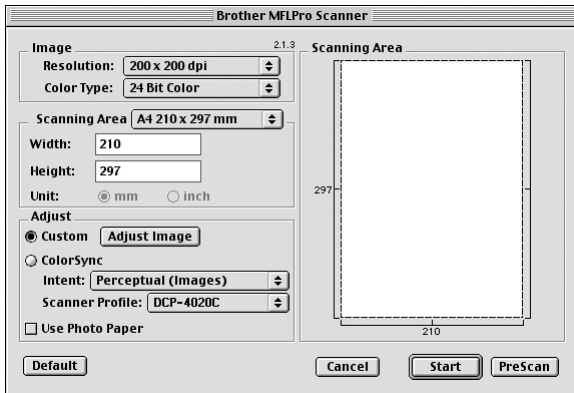 Brother MFLPro Scanner
Image
2.1.3
Resolution: 200 x 200 dpi
Color Type: 24 Bit Color
Scanning Area A4 210 x 297 mm
Width: 210
Height: 297
Unit: mm inch
Adjust
Custom Adjust Image
ColorSync
Intent: Perceptual (Images)
Scanner Profile: DCP-4020C
Use Photo Paper
Scanning Area
297
210
Default Cancel Start PreScan